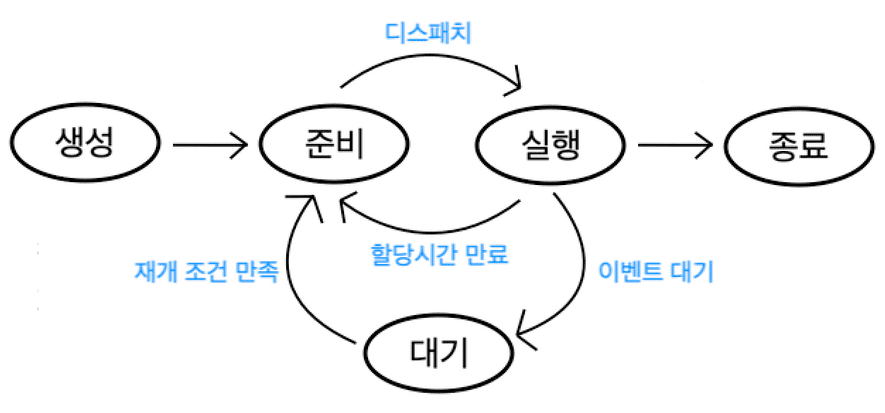 디스패치
생성
준비
실행
종료
할당시간 만료
재개 조건 만족
이벤트 대기
대기